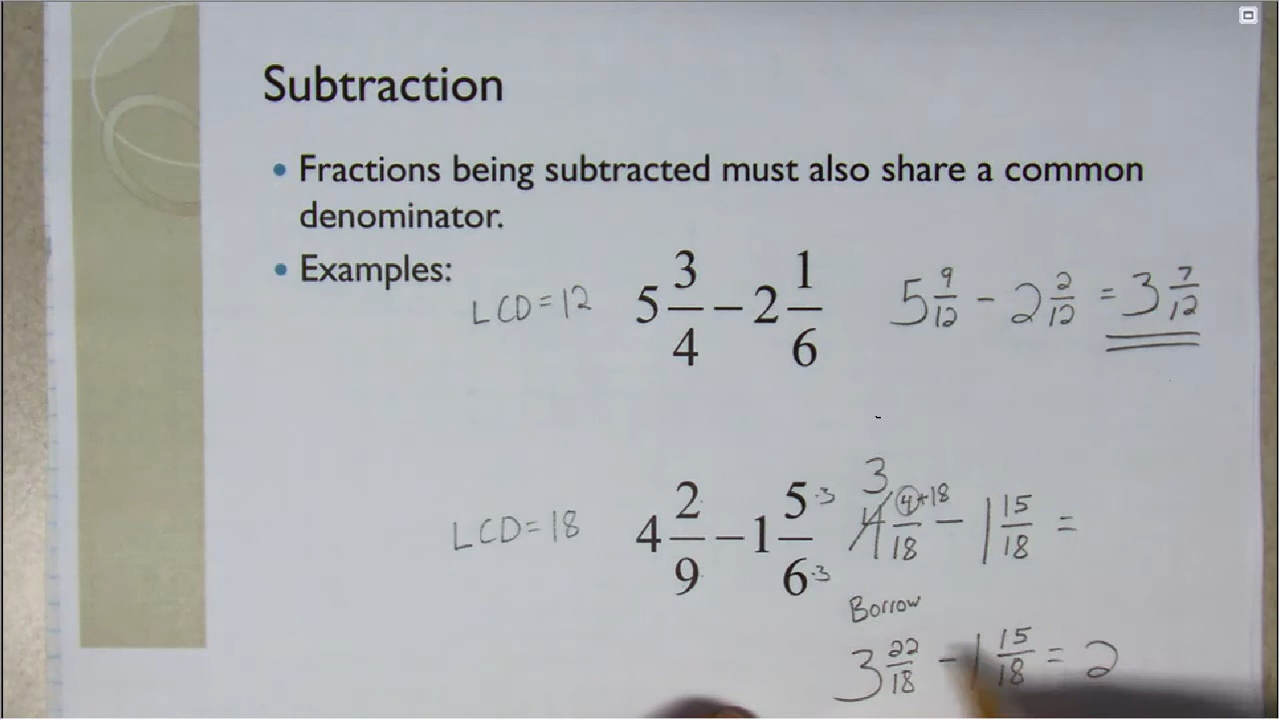 Subtraction
• Fractions being subtracted must also share a common
denominator.
• Examples:
LCD=12 5 3/4 − 2 1/6 5 9/12 − 2 2/12 = 3 7/12
3
LCD=18 4 2/9 − 1 5·3/6·3 4 4+18/18 − 1 15/18 =
Borrow
3 22/18 − 1 15/18 = 2